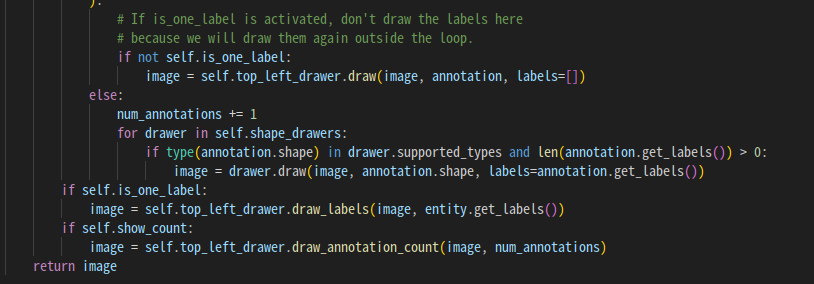 ):
# If is_one_label is activated, don't draw the labels here
# because we will draw them again outside the loop.
if not self.is_one_label:
image = self.top_left_drawer.draw(image, annotation, labels=[])
else:
num_annotations += 1
for drawer in self.shape_drawers:
if type(annotation.shape) in drawer.supported_types and len(annotation.get_labels()) > 0:
image = drawer.draw(image, annotation.shape, labels=annotation.get_labels())
if self.is_one_label:
image = self.top_left_drawer.draw_labels(image, entity.get_labels())
if self.show_count:
image = self.top_left_drawer.draw_annotation_count(image, num_annotations)
return image